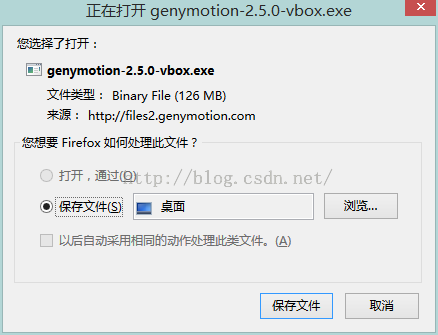 正在打开 genymotion-2.5.0-vbox.exe
您选择了打开：
genymotion-2.5.0-vbox.exe
文件类型： Binary File (126 MB)
来源： http://files2.genymotion.com
您想要 Firefox 如何处理此文件？
打开，通过(O)
http://blog.csdn.net/
保存文件(S) 桌面 浏览...
以后自动采用相同的动作处理此类文件。(A)
保存文件 取消